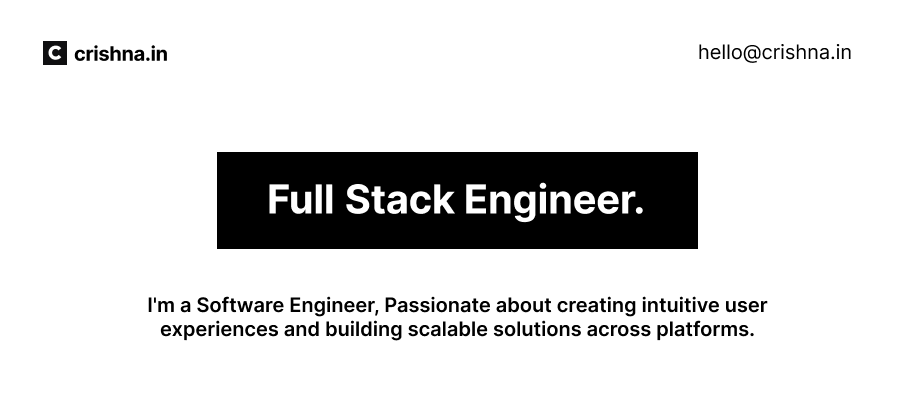 C crishna.in
hello@crishna.in
Full Stack Engineer.
I'm a Software Engineer, Passionate about creating intuitive user
experiences and building scalable solutions across platforms.